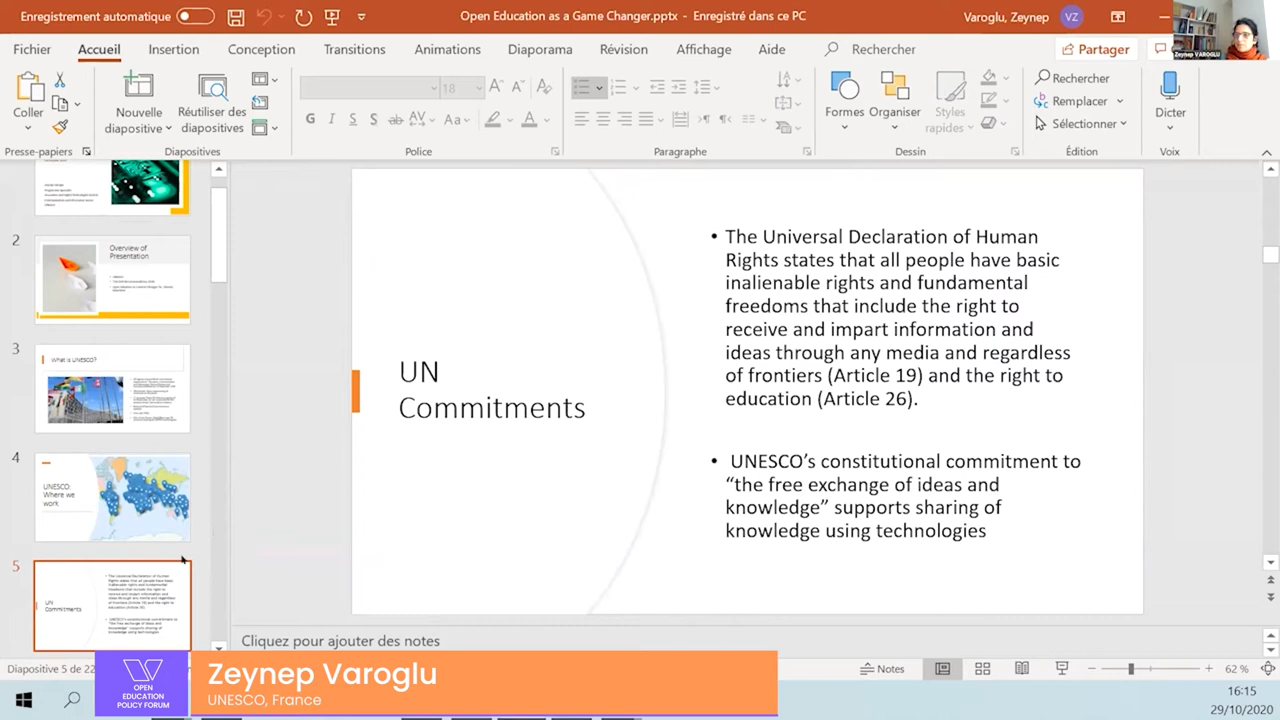 Enregistrement automatique
Open Education as a Game Changer.pptx - Enregistré dans ce PC
Varoglu, Zeynep
VZ
Zeynep VAROGLU
Fichier Accueil Insertion Conception Transitions Animations Diaporama Révision Affichage Aide Rechercher Partager
Coller
Nouvelle
diapositive
Réutiliser des
diapositives
Forme Organiser Styles
rapides
Rechercher
Remplacer
Sélectionner
Dicter
Presse-papiers Diapositives Police Paragraphe Dessin Édition Voix
2
Overview of
Presentation
3
What is UNESCO?
4
UNESCO:
Where we
work
5
UN
Commitments
UN
Commitments
• The Universal Declaration of Human
Rights states that all people have basic
inalienable rights and fundamental
freedoms that include the right to
receive and impart information and
ideas through any media and regardless
of frontiers (Article 19) and the right to
education (Article 26).
• UNESCO's constitutional commitment to
“the free exchange of ideas and
knowledge” supports sharing of
knowledge using technologies
Cliquez pour ajouter des notes
Diapositive 5 de 22
Notes
62 %
OPEN
EDUCATION
POLICY FORUM
Zeynep Varoglu
UNESCO, France
16:15
29/10/2020